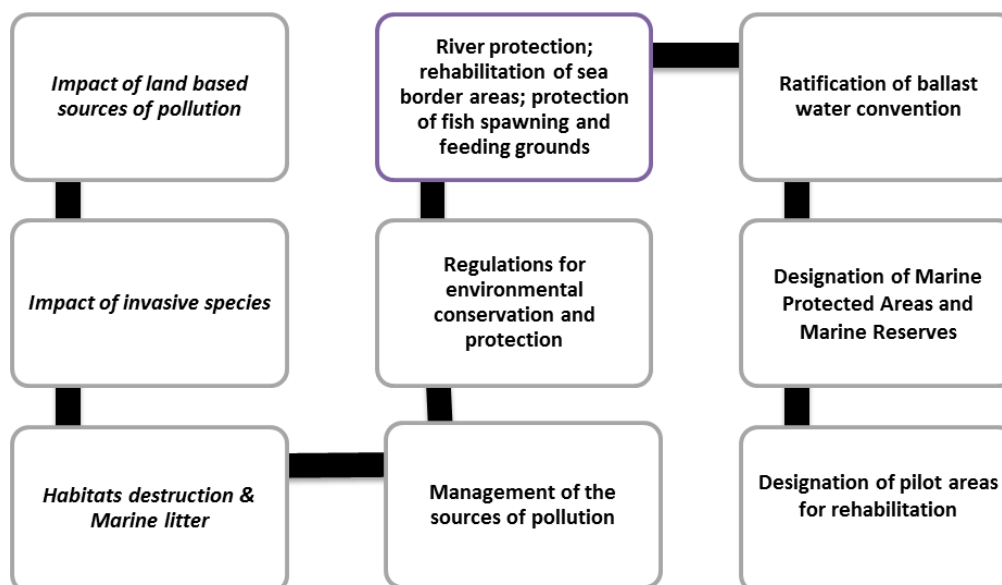 Impact of land based
sources of pollution
Impact of invasive species
Habitats destruction &
Marine litter
Management of the
sources of pollution
Regulations for
environmental
conservation and
protection
River protection;
rehabilitation of sea
border areas; protection
of fish spawning and
feeding grounds
Ratification of ballast
water convention
Designation of Marine
Protected Areas and
Marine Reserves
Designation of pilot areas
for rehabilitation